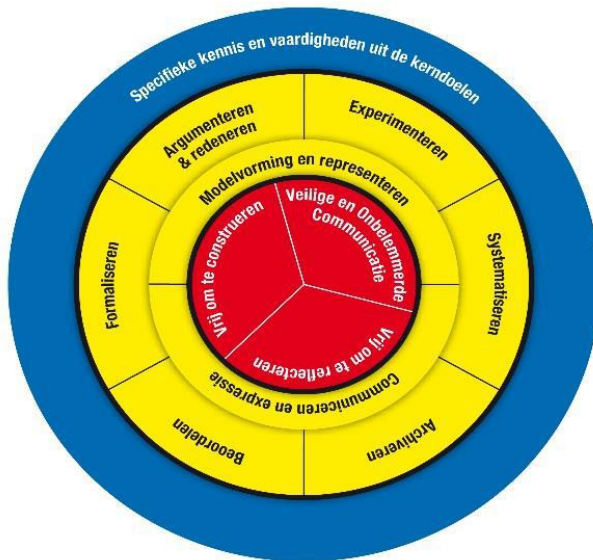 Specifieke kennis en vaardigheden uit de kerndoelen
Argumenteren
& redeneren
Experimenteren
Formaliseren
Systematiseren
Beoordelen
Archiveren
Modelvorming en representeren
Communiceren en expressie
Vrij om te construeren
Veilige en Onbelemmerde
Communicatie
Vrij om te reflecteren